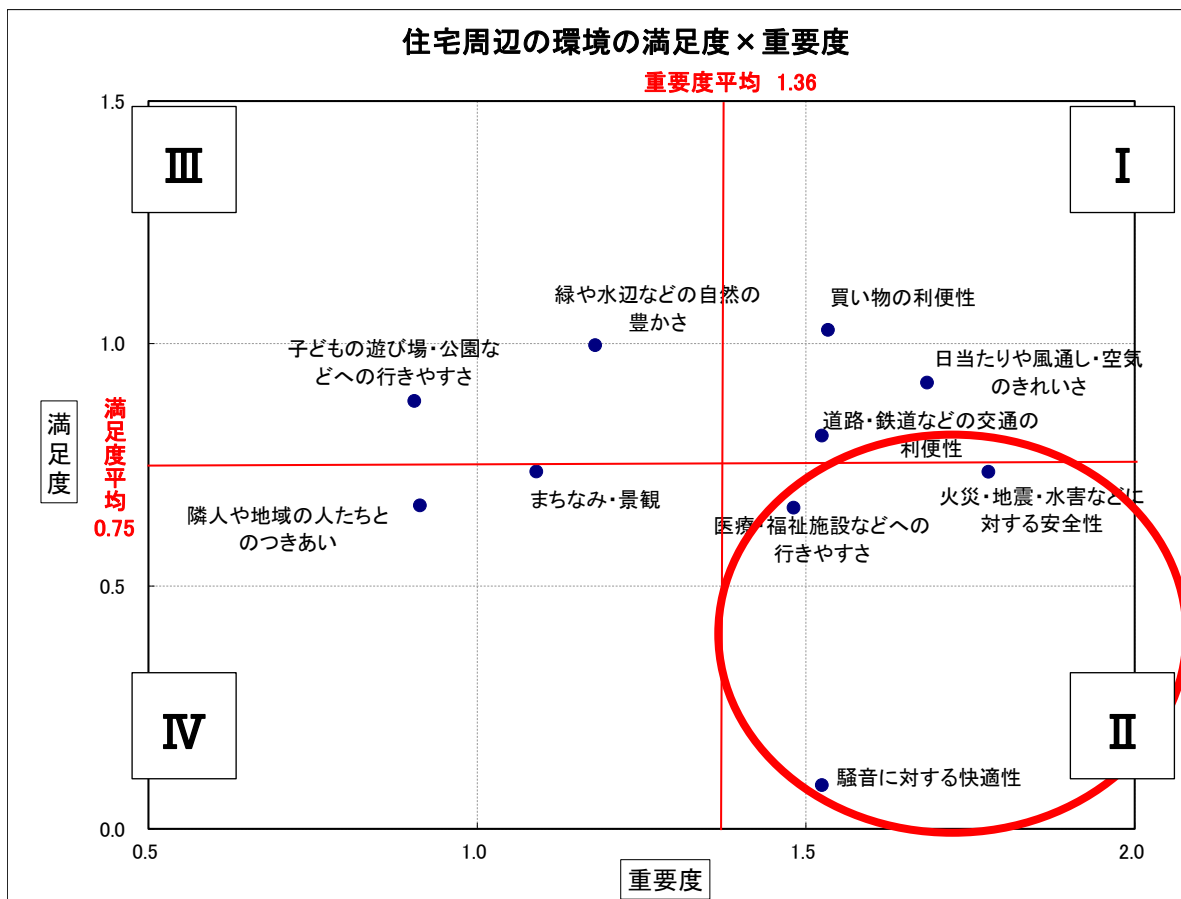 住宅周辺の環境の満足度×重要度
重要度平均 1.36
1.5
Ⅲ
Ⅰ
緑や水辺などの自然の
豊かさ
買い物の利便性
1.0
子どもの遊び場・公園な
どへの行きやすさ
日当たりや風通し・空気
のきれいさ
満足度
満足度平均
0.75
道路・鉄道などの交通の
利便性
まちなみ・景観
火災・地震・水害などに
対する安全性
隣人や地域の人たちと
のつきあい
医療・福祉施設などへの
行きやすさ
0.5
Ⅳ
Ⅱ
騒音に対する快適性
0.0
0.5
1.0
1.5
2.0
重要度